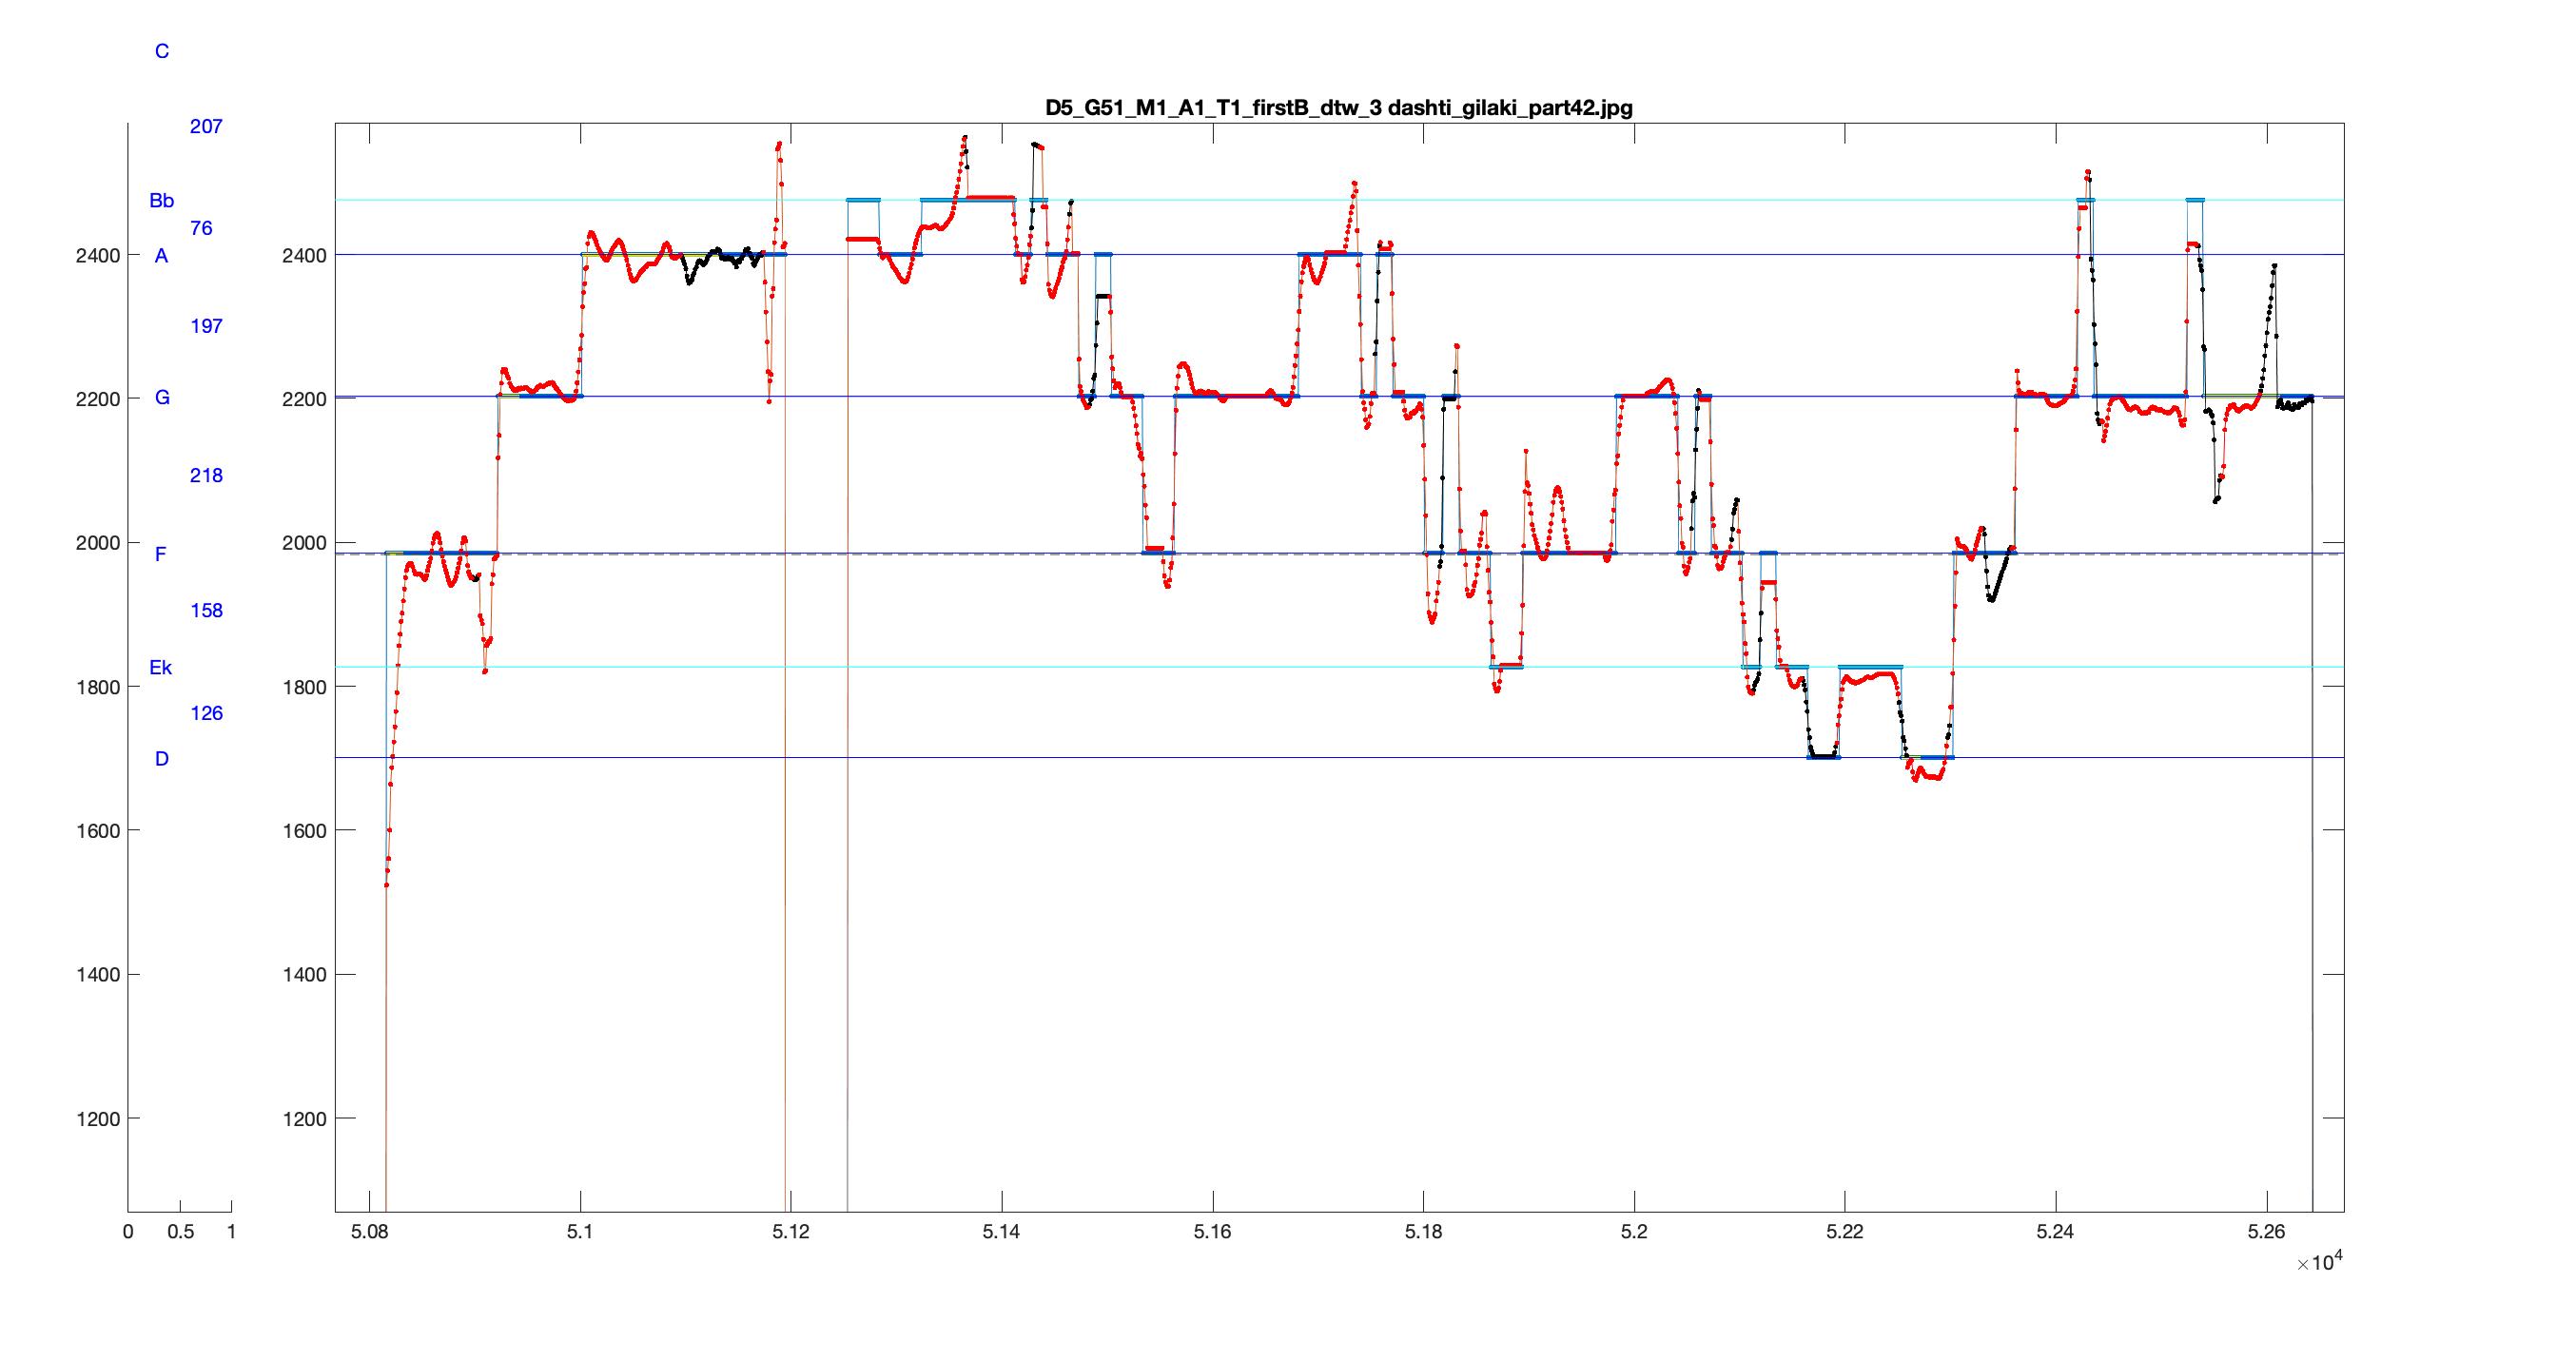 C
D5_G51_M1_A1_T1_firstB_dtw_3 dashti_gilaki_part42.jpg
207
Bb
76
2400 A 2400
197
2200 G 2200
218
2000 F 2000
158
1800 Ek 1800
126
D
1600 1600
1400 1400
1200 1200
0 0.5 1 5.08 5.1 5.12 5.14 5.16 5.18 5.2 5.22 5.24 5.26
×10^4